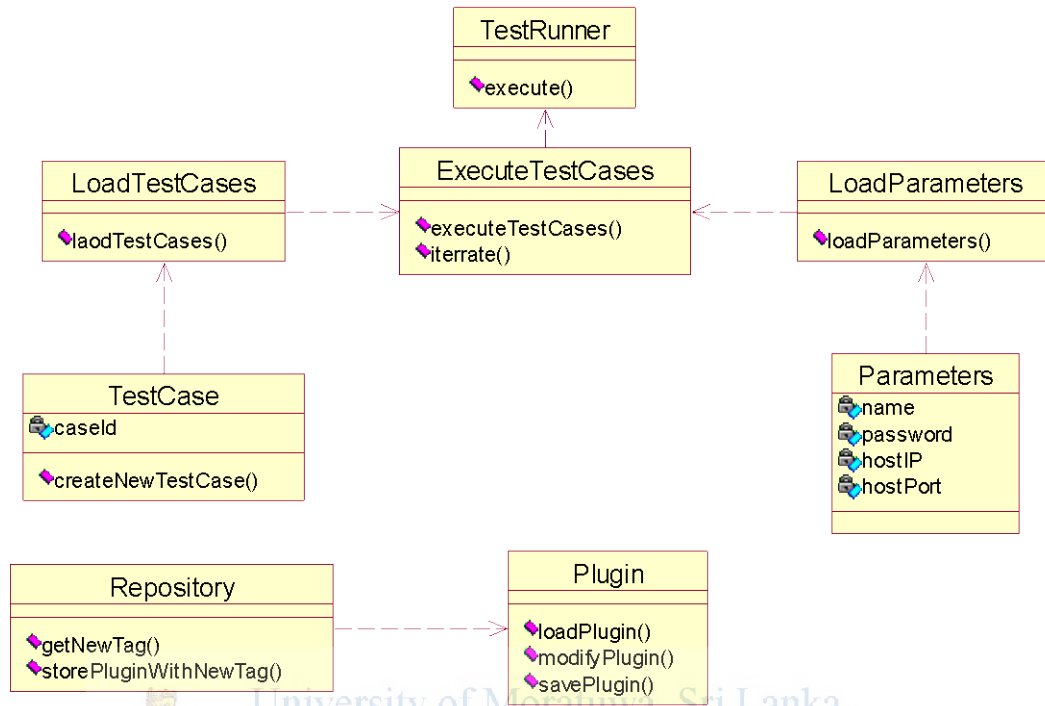 TestRunner
execute()
LoadTestCases
laodTestCases()
ExecuteTestCases
executeTestCases()
iterrate()
LoadParameters
loadParameters()
TestCase
caseId
createNewTestCase()
Parameters
name
password
hostIP
hostPort
Repository
getNewTag()
storePluginWithNewTag()
Plugin
loadPlugin()
modifyPlugin()
savePlugin()
University of Moratuwa, Sri Lanka